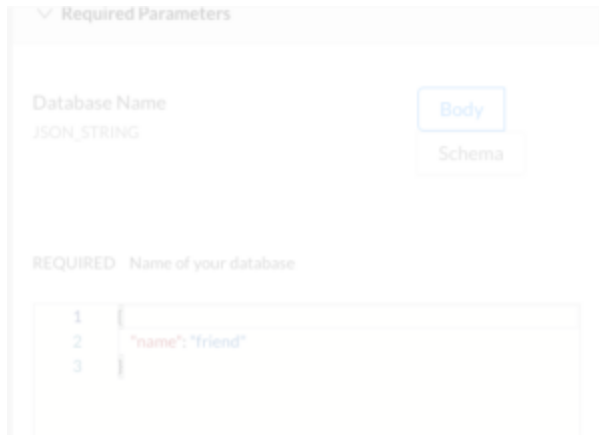 Required Parameters
Database Name
Body
JSON_STRING
Schema
REQUIRED Name of your database
1 {
2 "name": "friend"
3 }